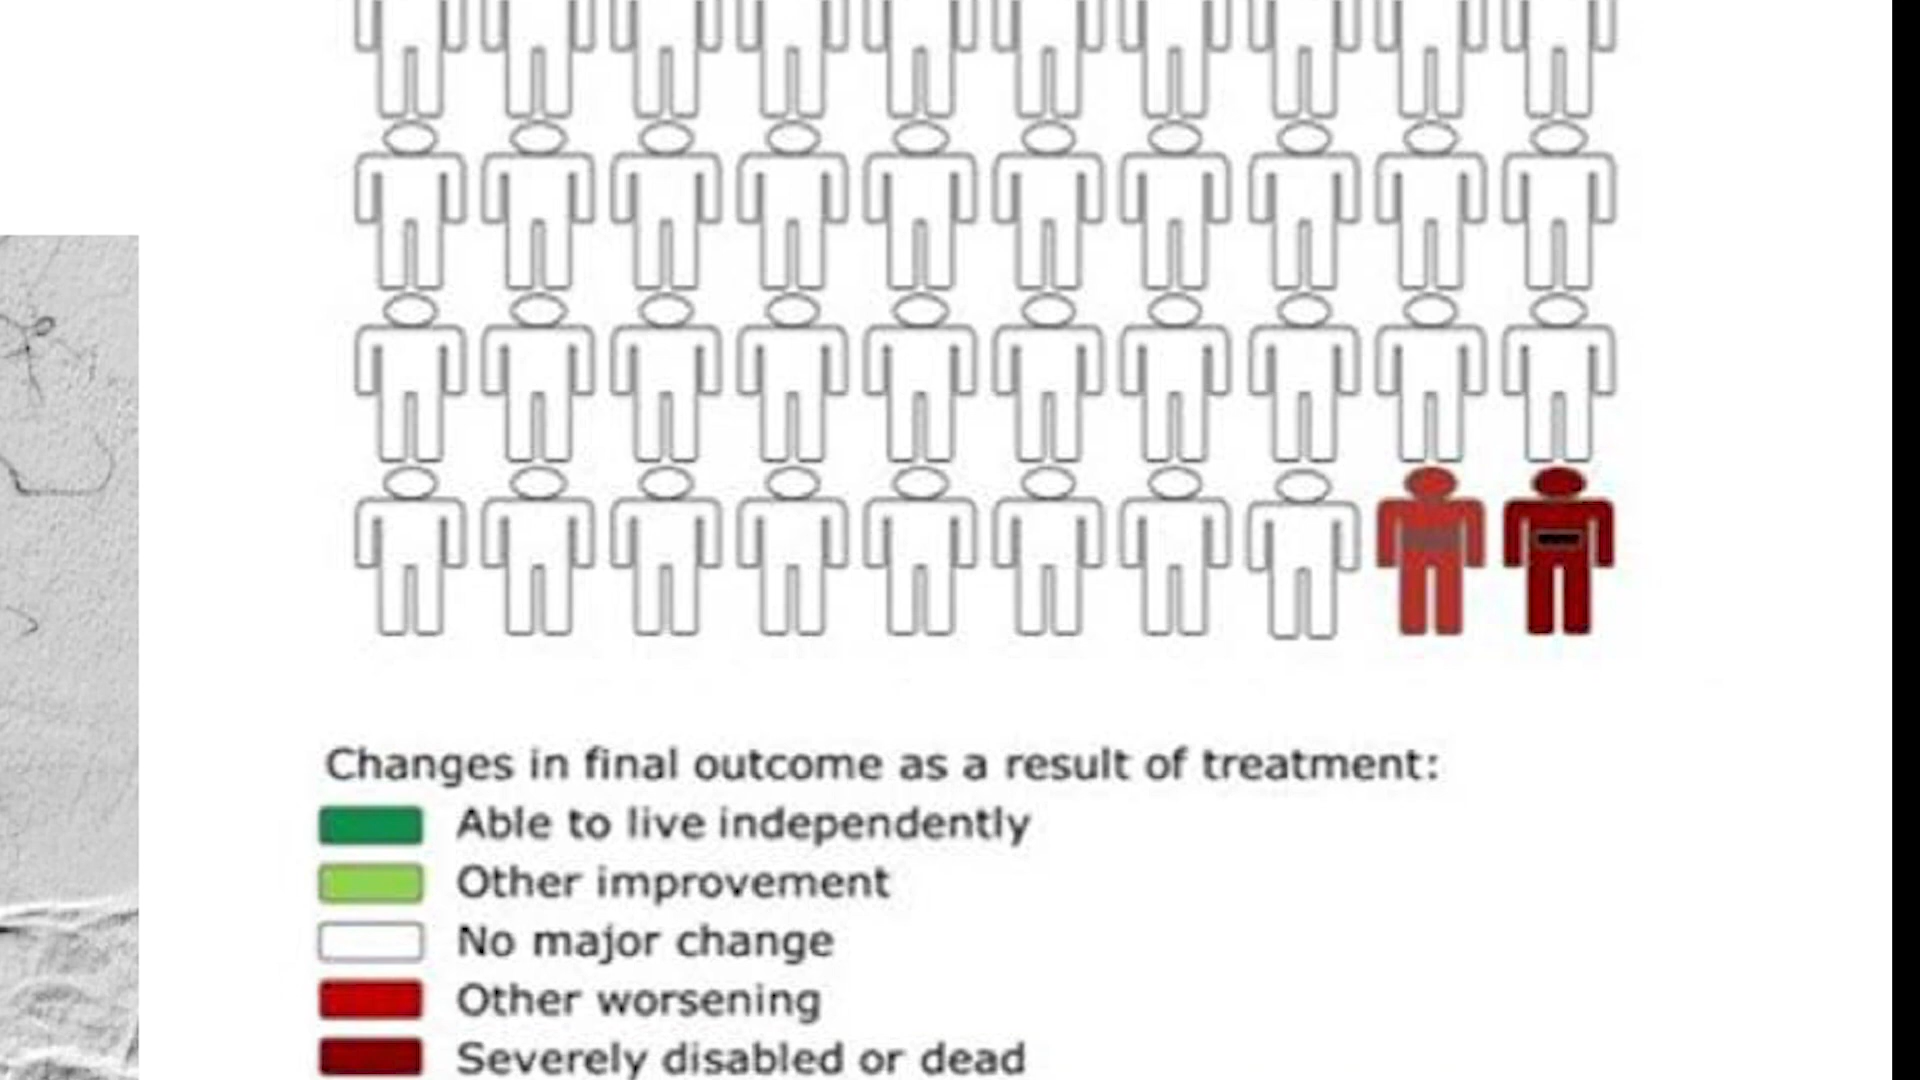 Changes in final outcome as a result of treatment:
Able to live independently
Other improvement
No major change
Other worsening
Severely disabled or dead